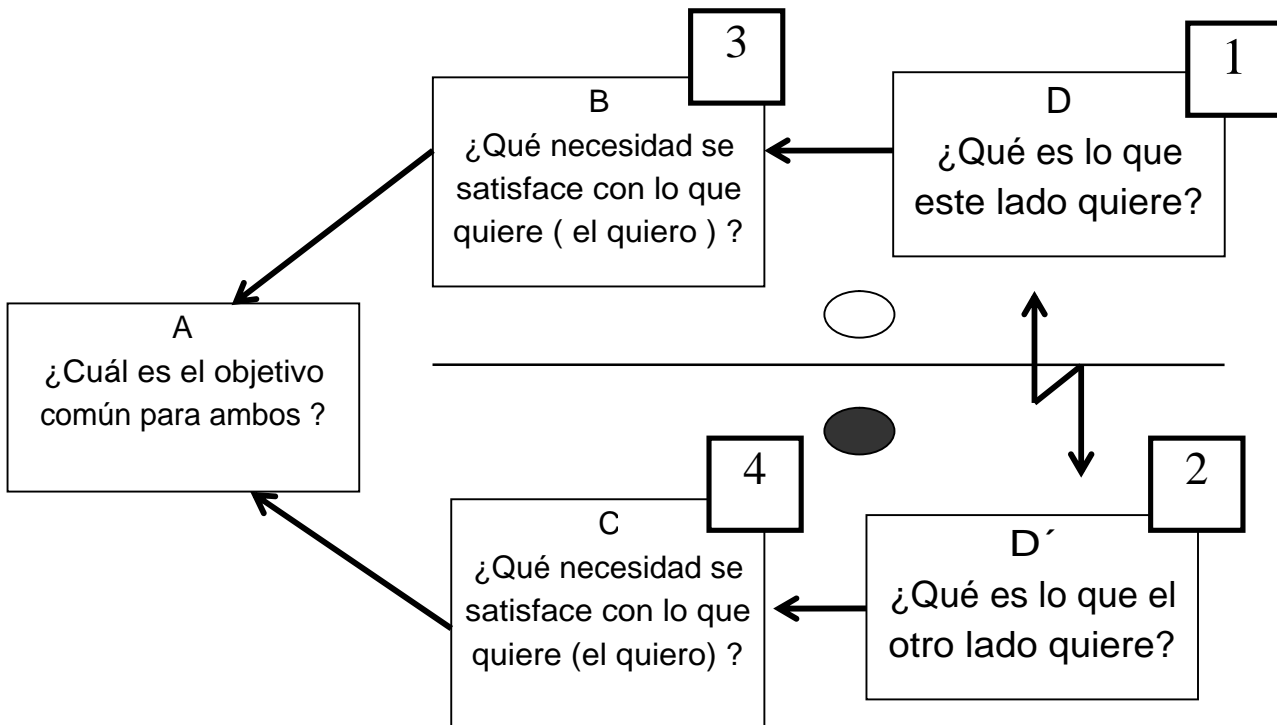 3
B
¿Qué necesidad se
satisface con lo que
quiere ( el quiero ) ?
1
D
¿Qué es lo que
este lado quiere?
A
¿Cuál es el objetivo
común para ambos ?
4
C
¿Qué necesidad se
satisface con lo que
quiere (el quiero) ?
2
D´
¿Qué es lo que el
otro lado quiere?